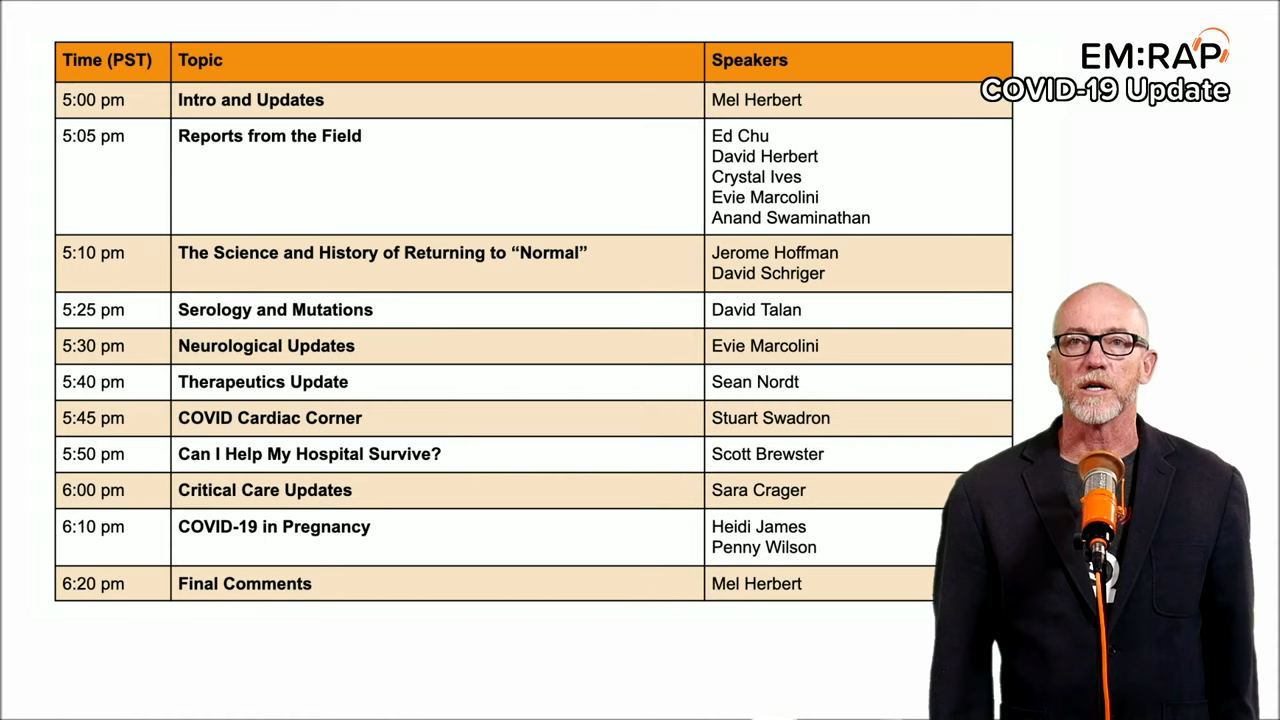 EM:RAP
COVID-19 Update
Time (PST) Topic Speakers
5:00 pm Intro and Updates Mel Herbert
5:05 pm Reports from the Field Ed Chu
David Herbert
Crystal Ives
Evie Marcolini
Anand Swaminathan
5:10 pm The Science and History of Returning to “Normal” Jerome Hoffman
David Schriger
5:25 pm Serology and Mutations David Talan
5:30 pm Neurological Updates Evie Marcolini
5:40 pm Therapeutics Update Sean Nordt
5:45 pm COVID Cardiac Corner Stuart Swadron
5:50 pm Can I Help My Hospital Survive? Scott Brewster
6:00 pm Critical Care Updates Sara Crager
6:10 pm COVID-19 in Pregnancy Heidi James
Penny Wilson
6:20 pm Final Comments Mel Herbert